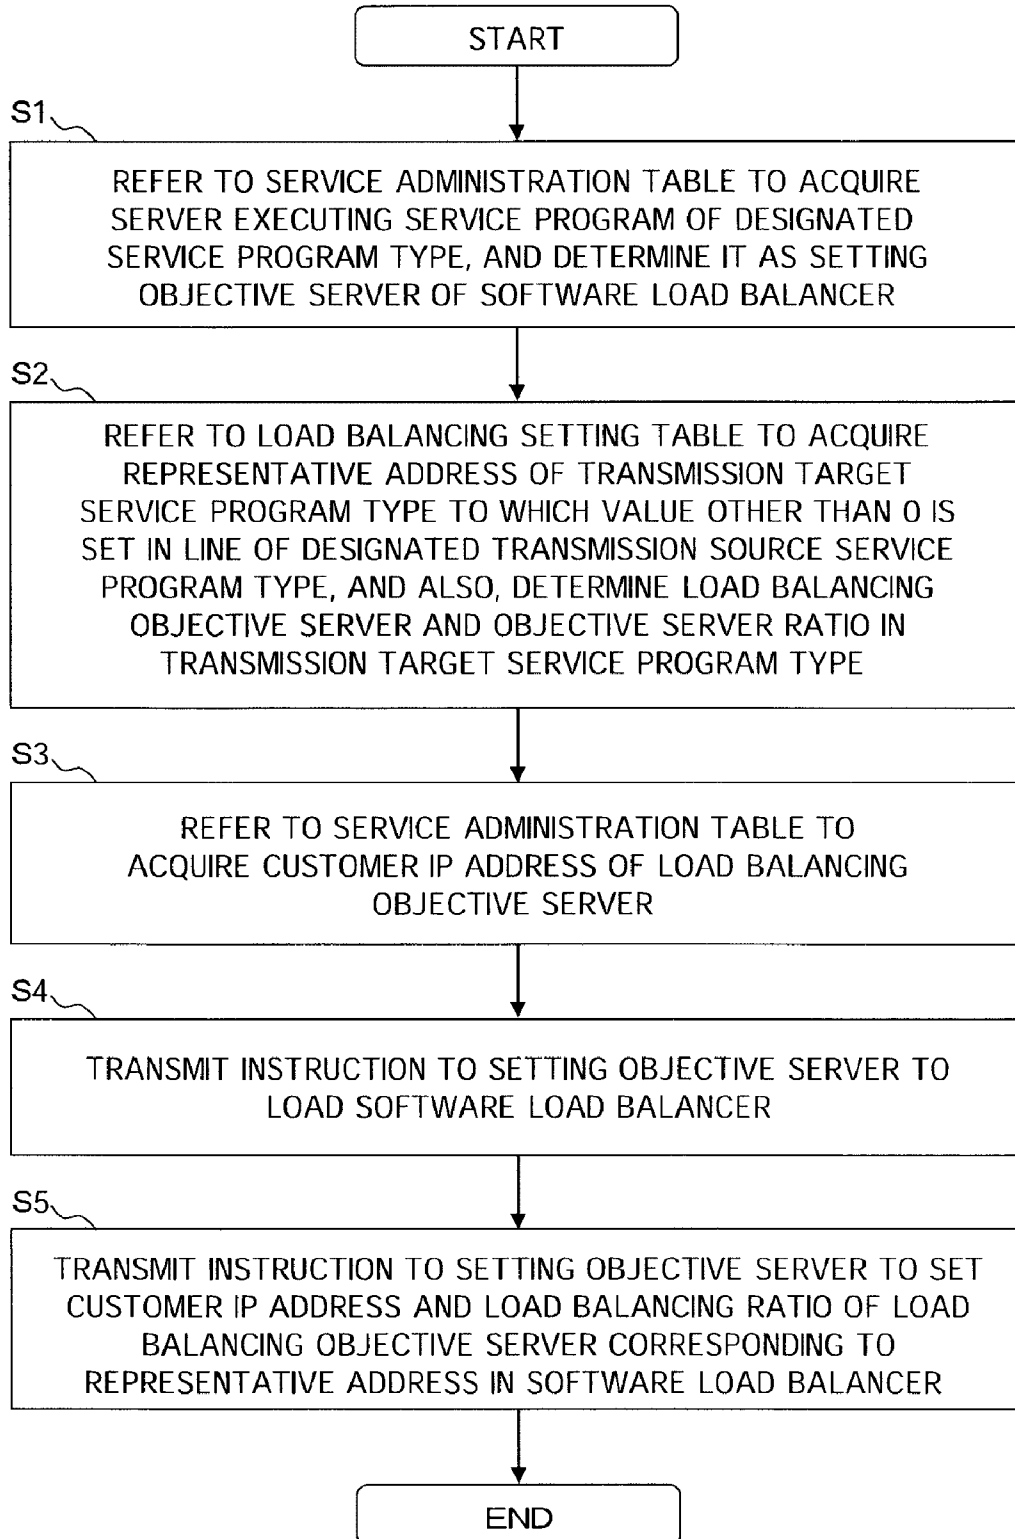 START
S1
REFER TO SERVICE ADMINISTRATION TABLE TO ACQUIRE
SERVER EXECUTING SERVICE PROGRAM OF DESIGNATED
SERVICE PROGRAM TYPE, AND DETERMINE IT AS SETTING
OBJECTIVE SERVER OF SOFTWARE LOAD BALANCER
S2
REFER TO LOAD BALANCING SETTING TABLE TO ACQUIRE
REPRESENTATIVE ADDRESS OF TRANSMISSION TARGET
SERVICE PROGRAM TYPE TO WHICH VALUE OTHER THAN 0 IS
SET IN LINE OF DESIGNATED TRANSMISSION SOURCE SERVICE
PROGRAM TYPE, AND ALSO, DETERMINE LOAD BALANCING
OBJECTIVE SERVER AND OBJECTIVE SERVER RATIO IN
TRANSMISSION TARGET SERVICE PROGRAM TYPE
S3
REFER TO SERVICE ADMINISTRATION TABLE TO
ACQUIRE CUSTOMER IP ADDRESS OF LOAD BALANCING
OBJECTIVE SERVER
S4
TRANSMIT INSTRUCTION TO SETTING OBJECTIVE SERVER TO
LOAD SOFTWARE LOAD BALANCER
S5
TRANSMIT INSTRUCTION TO SETTING OBJECTIVE SERVER TO SET
CUSTOMER IP ADDRESS AND LOAD BALANCING RATIO OF LOAD
BALANCING OBJECTIVE SERVER CORRESPONDING TO
REPRESENTATIVE ADDRESS IN SOFTWARE LOAD BALANCER
END